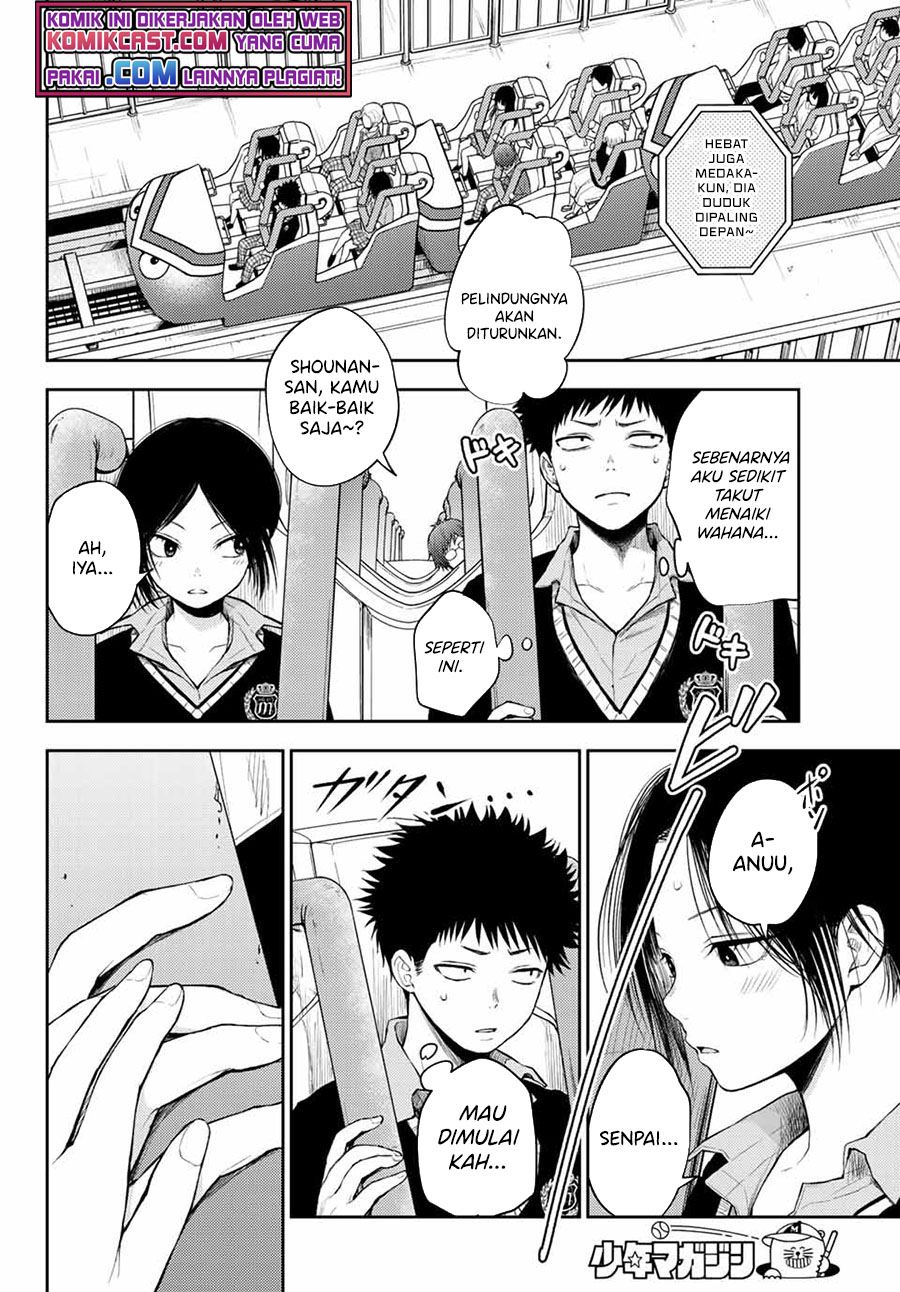 KOMIK INI DIKERJAKAN OLEH WEB
KOMIKCAST.COM YANG CUMA
PAKAI .COM LAINNYA PLAGIAT!
HEBAT
JUGA
MEDAKA-
KUN, DIA
DUDUK
DIPALING
DEPAN~
PELINDUNGNYA
AKAN
DITURUNKAN.
SEBENARNYA
AKU SEDIKIT
TAKUT
MENAIKI
WAHANA...
ドキ
SHOUNAN-
SAN, KAMU
BAIK-BAIK
SAJA~?
AH,
IYA...
SEPERTI
INI.
ドキ
m
ビ
ポッ
A-
ANUU,
SENPAI...
ガタン...
MAU
DIMULAI
KAH...
少年マガジン
M